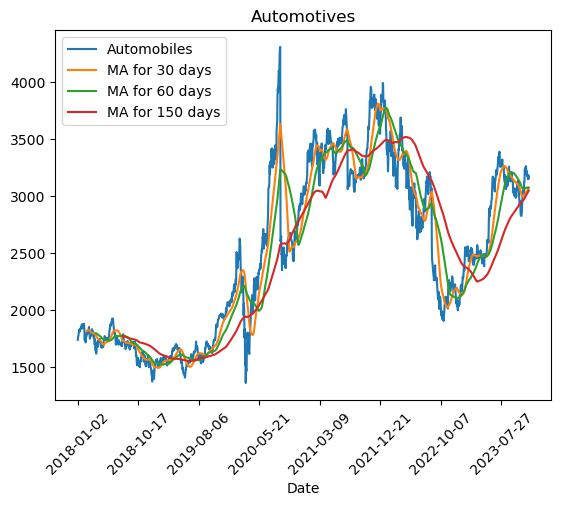 Automotives
Automobiles
MA for 30 days
MA for 60 days
MA for 150 days
4000
3500
3000
2500
2000
1500
2018-01-02
2018-10-17
2019-08-06
2020-05-21
2021-03-09
2021-12-21
2022-10-07
2023-07-27
Date